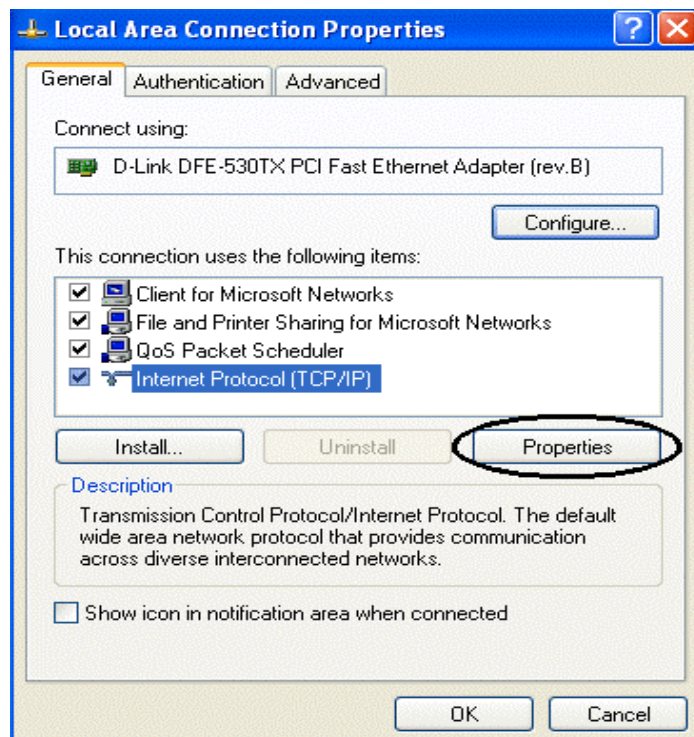 Local Area Connection Properties
General Authentication Advanced
Connect using:
D-Link DFE-530TX PCI Fast Ethernet Adapter (rev.B)
Configure...
This connection uses the following items:
Client for Microsoft Networks
File and Printer Sharing for Microsoft Networks
QoS Packet Scheduler
Internet Protocol (TCP/IP)
Install... Uninstall Properties
Description
Transmission Control Protocol/Internet Protocol. The default
wide area network protocol that provides communication
across diverse interconnected networks.
Show icon in notification area when connected
OK Cancel